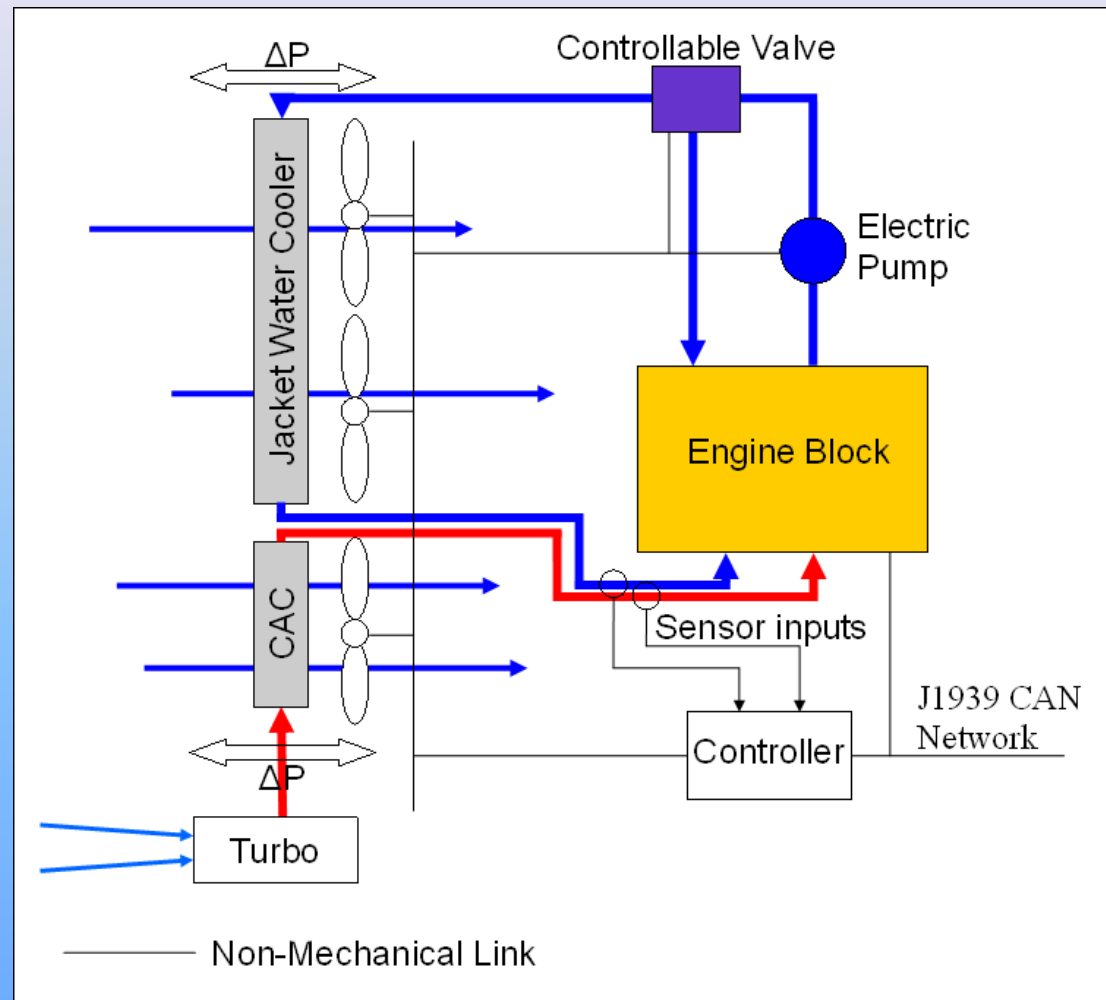 ΔP
Controllable Valve
Jacket Water Cooler
Electric
Pump
Engine Block
CAC
Sensor inputs
J1939 CAN
Network
Controller
ΔP
Turbo
Non-Mechanical Link